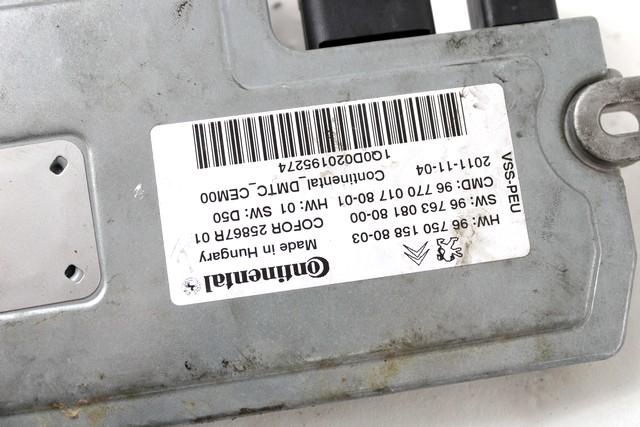 Continental
Made in Hungary
COFOR 25867R 01
HW: 01 SW: D50
Continental_DMTC_CEM00
1Q0D020195274
HW: 96 750 158 80-03
SW: 96 763 081 80-00
CMD: 96 770 017 80-01
2011-11-04
VSS-PEU